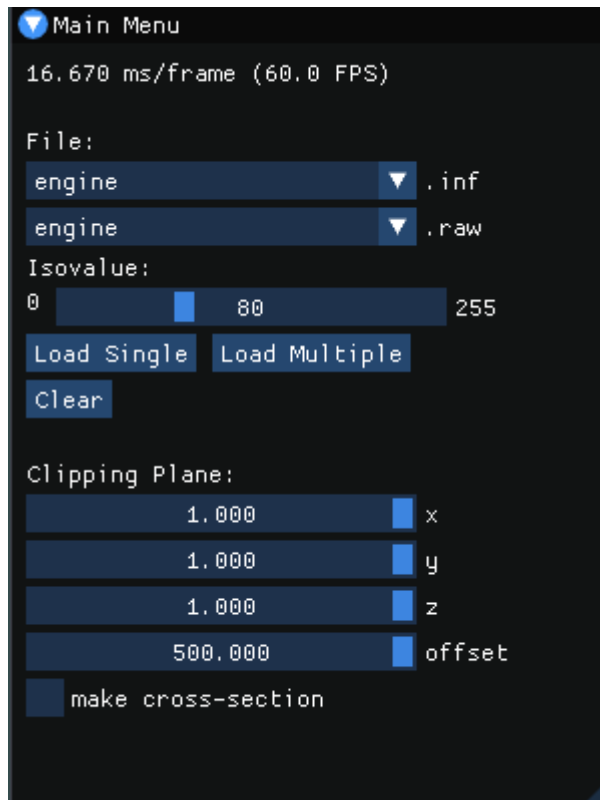 Main Menu
16.670 ms/frame (60.0 FPS)
File:
engine .inf
engine .raw
Isovalue:
0 80 255
Load Single Load Multiple
Clear
Clipping Plane:
1.000 x
1.000 y
1.000 z
500.000 offset
make cross-section